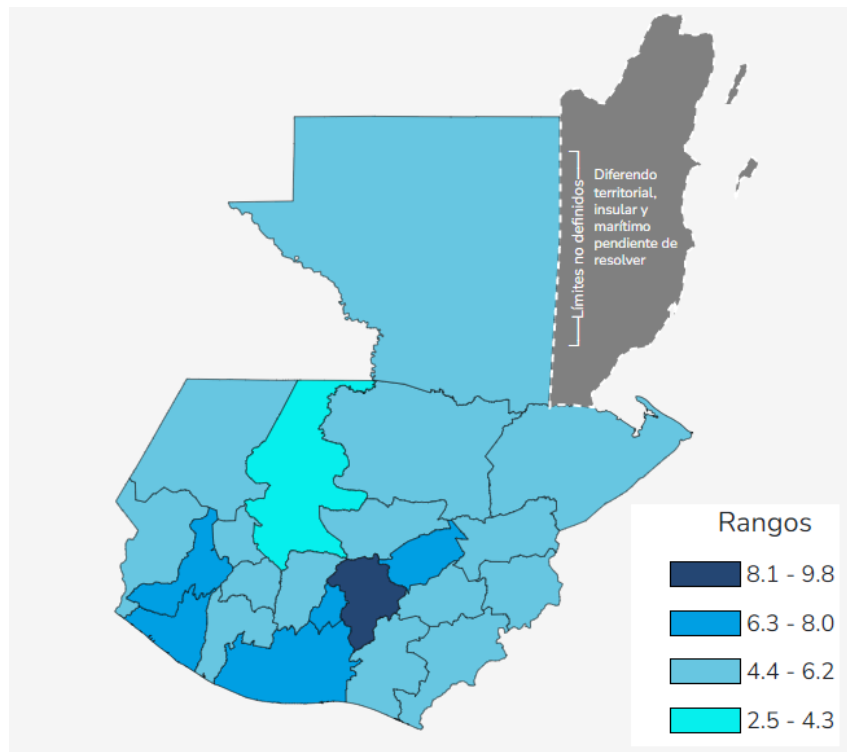 Límites no definidos
Diferendo
territorial,
insular y
marítimo
pendiente de
resolver
Rangos
8.1 - 9.8
6.3 - 8.0
4.4 - 6.2
2.5 - 4.3